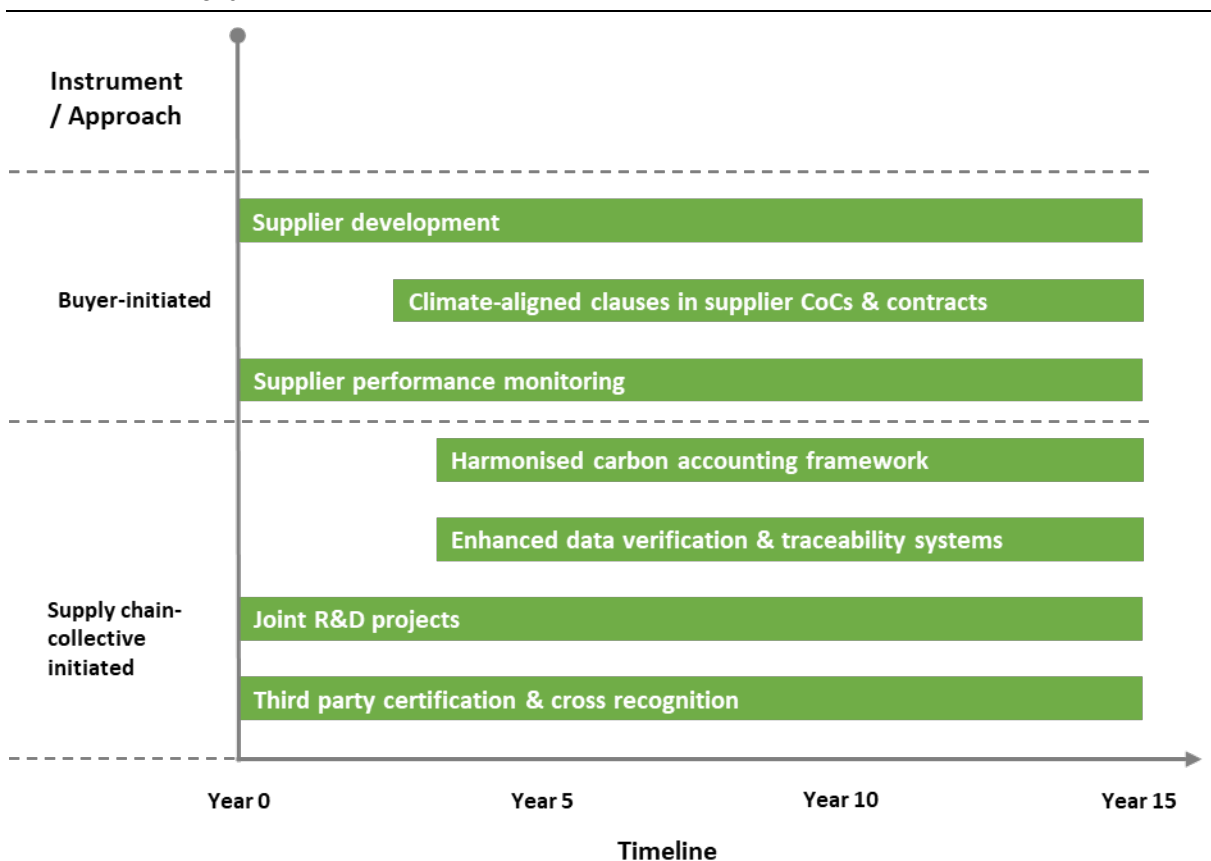 Instrument
/ Approach
Supplier development
Buyer-initiated
Climate-aligned clauses in supplier CoCs & contracts
Supplier performance monitoring
Harmonised carbon accounting framework
Enhanced data verification & traceability systems
Supply chain-
collective
initiated
Joint R&D projects
Third party certification & cross recognition
Year 0
Year 5
Year 10
Year 15
Timeline